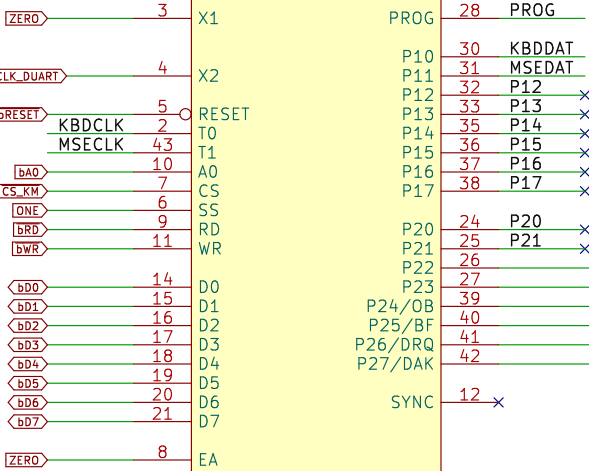 ZERO 3 X1 PROG 28 PROG
P10 30 KBDDAT
CLK_DUART 4 X2 P11 31 MSEDAT
P12 32 P12
bRESET 5 RESET P13 33 P13
KBDCLK 2 T0 P14 35 P14
MSECLK 43 T1 P15 36 P15
bA0 10 A0 P16 37 P16
CS_KM 7 CS P17 38 P17
ONE 6 SS
bRD 9 RD P20 24 P20
bWR 11 WR P21 25 P21
P22 26
bD0 14 D0 P23 27
bD1 15 D1 P24/OB 39
bD2 16 D2 P25/BF 40
bD3 17 D3 P26/DRQ 41
bD4 18 D4 P27/DAK 42
bD5 19 D5
bD6 20 D6 SYNC 12
bD7 21 D7
ZERO 8 EA